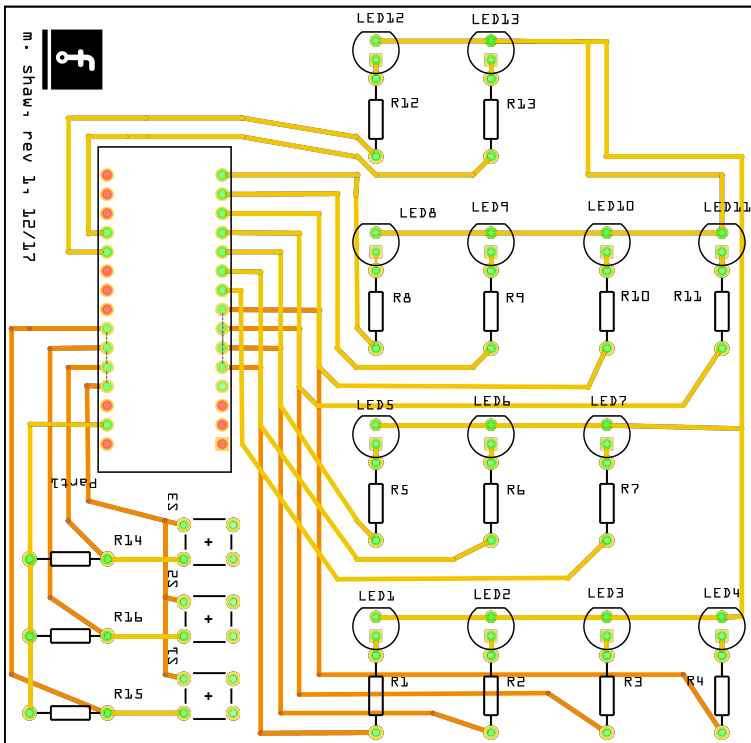 LED12
LED13
f
m. shaw, rev 1, 12/17
R12
R13
LED8
LED9
LED10
LED11
R8
R9
R10
R11
LED5
LED6
LED7
Part1
R5
R6
R7
S3
R14
+
S2
LED1
LED2
LED3
LED4
R16
+
S1
R1
R2
R3
R4
R15
+